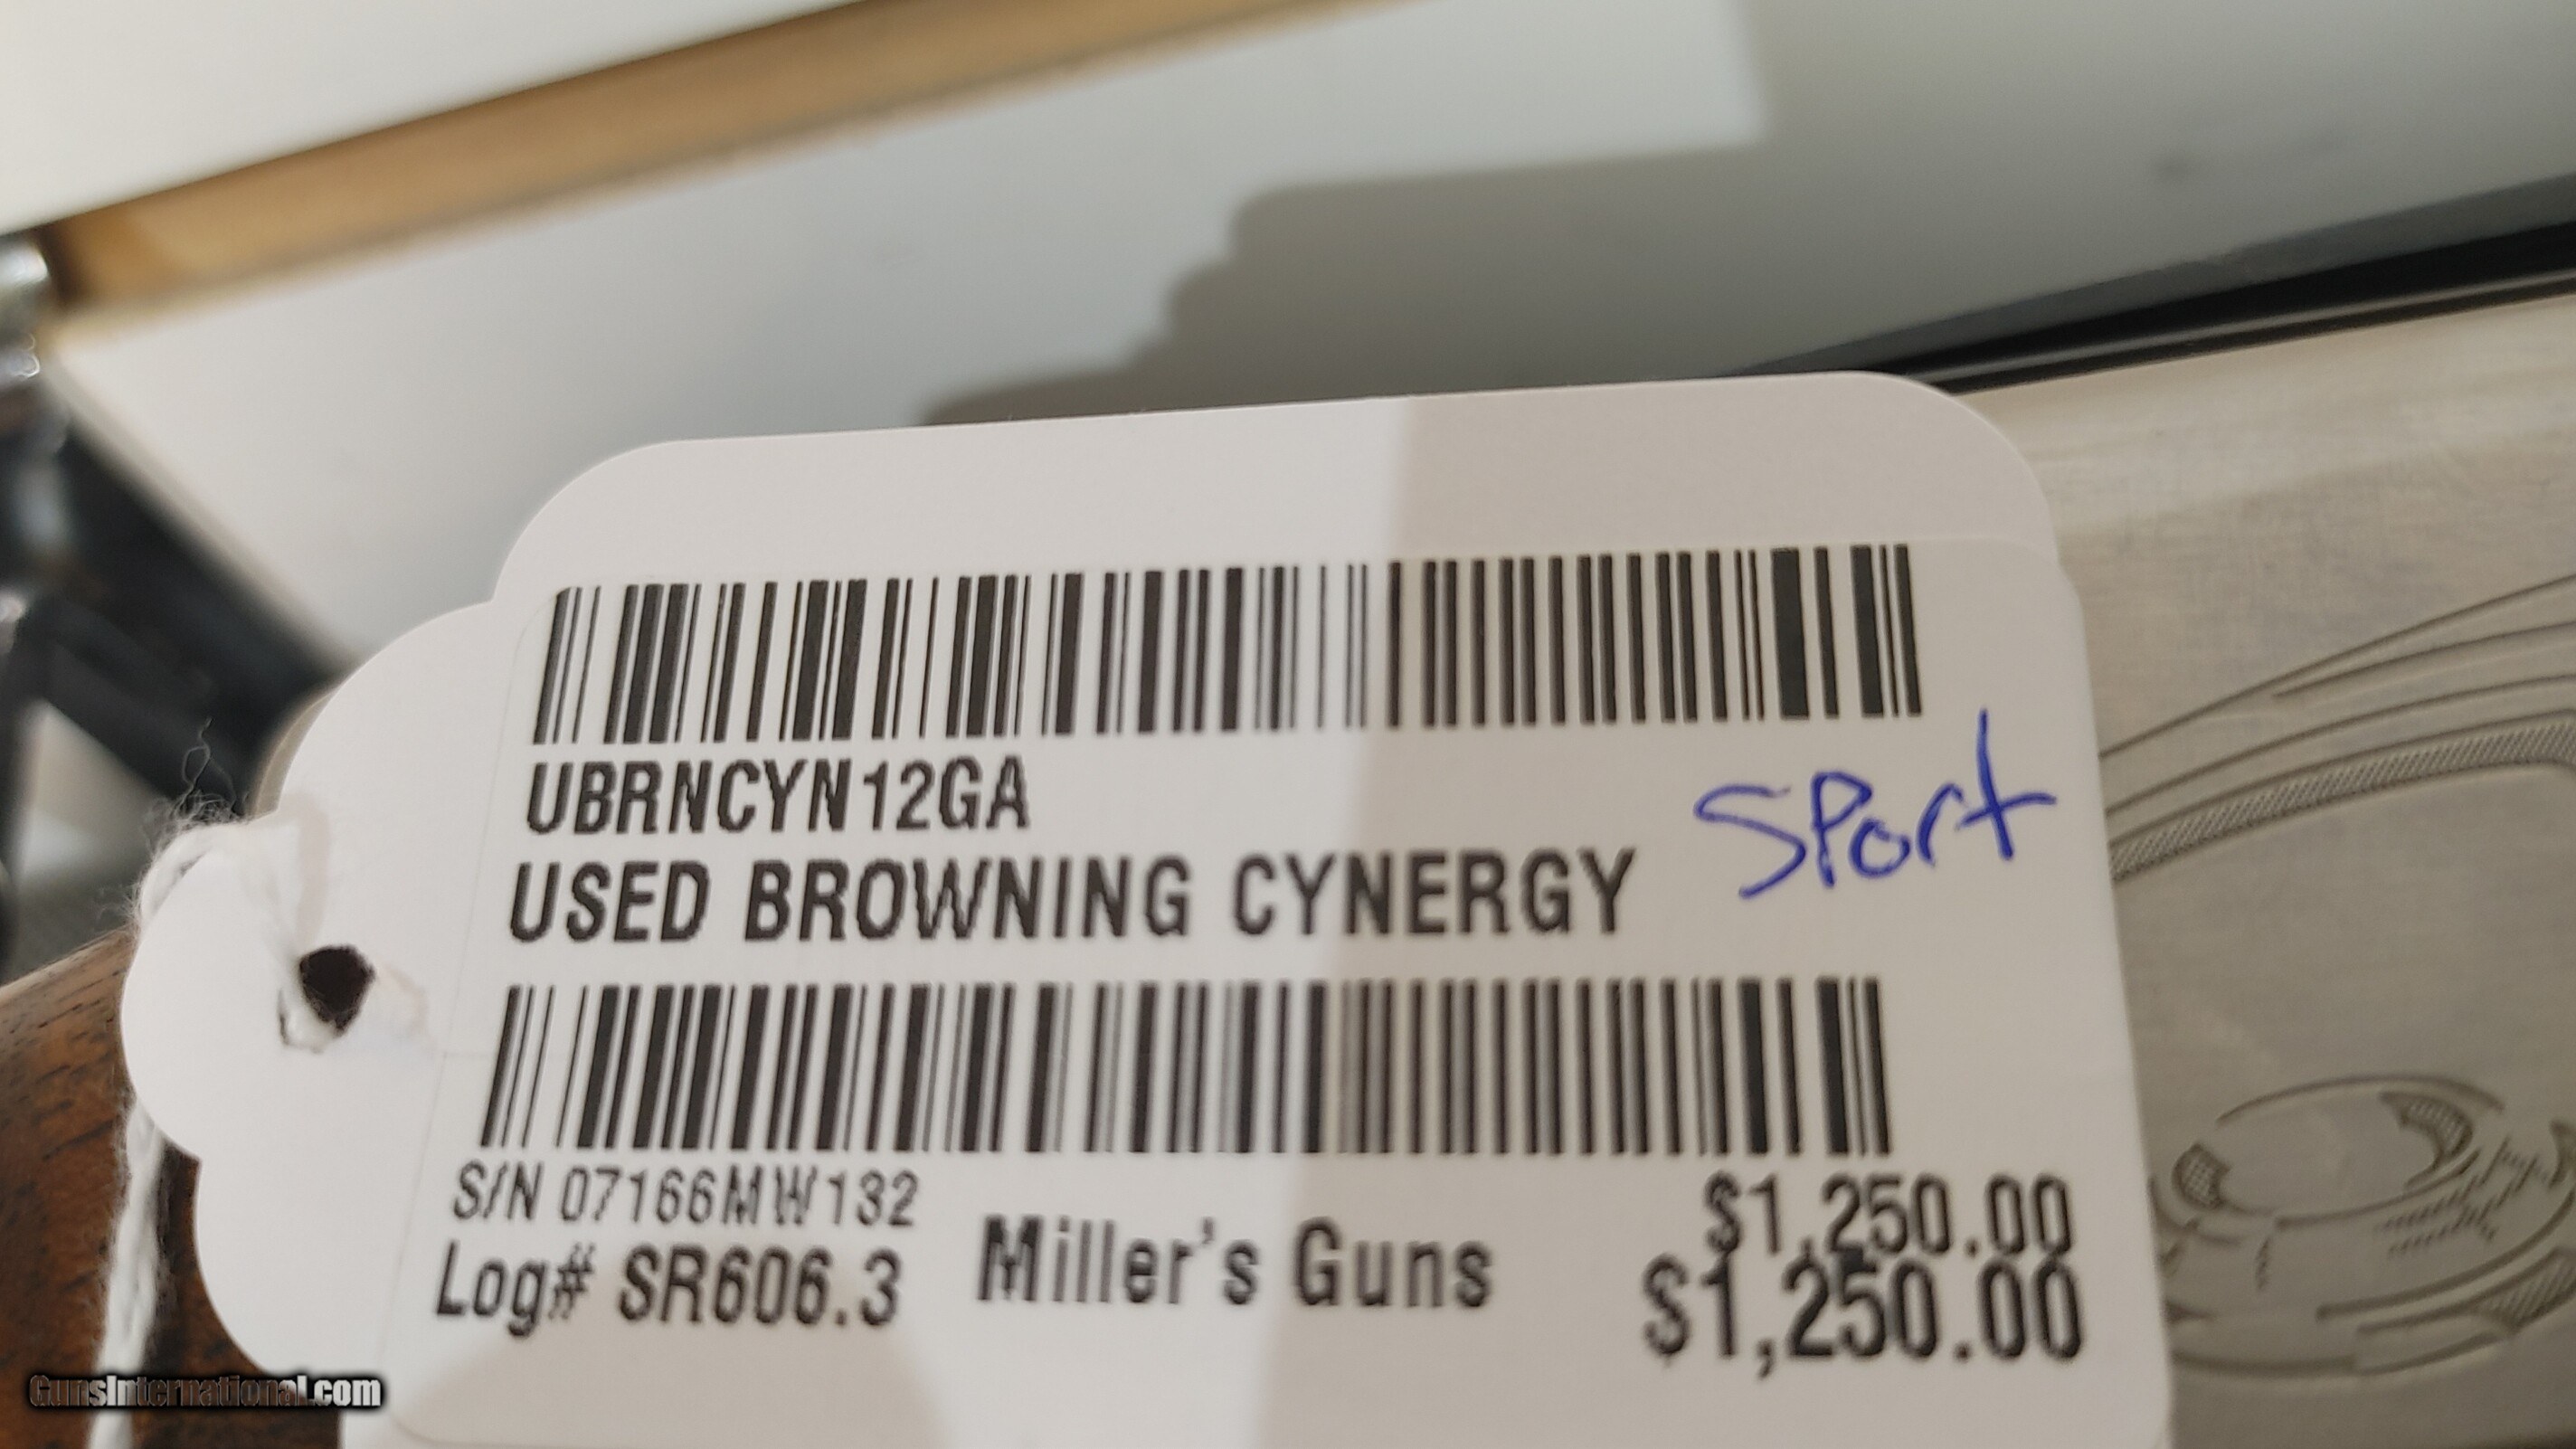 UBRNCYN12GA
Sport
USED BROWNING CYNERGY
S/N 07166MW132
$1,250.00
Log# SR606.3
Miller's Guns
$1,250.00
GunsInternational.com